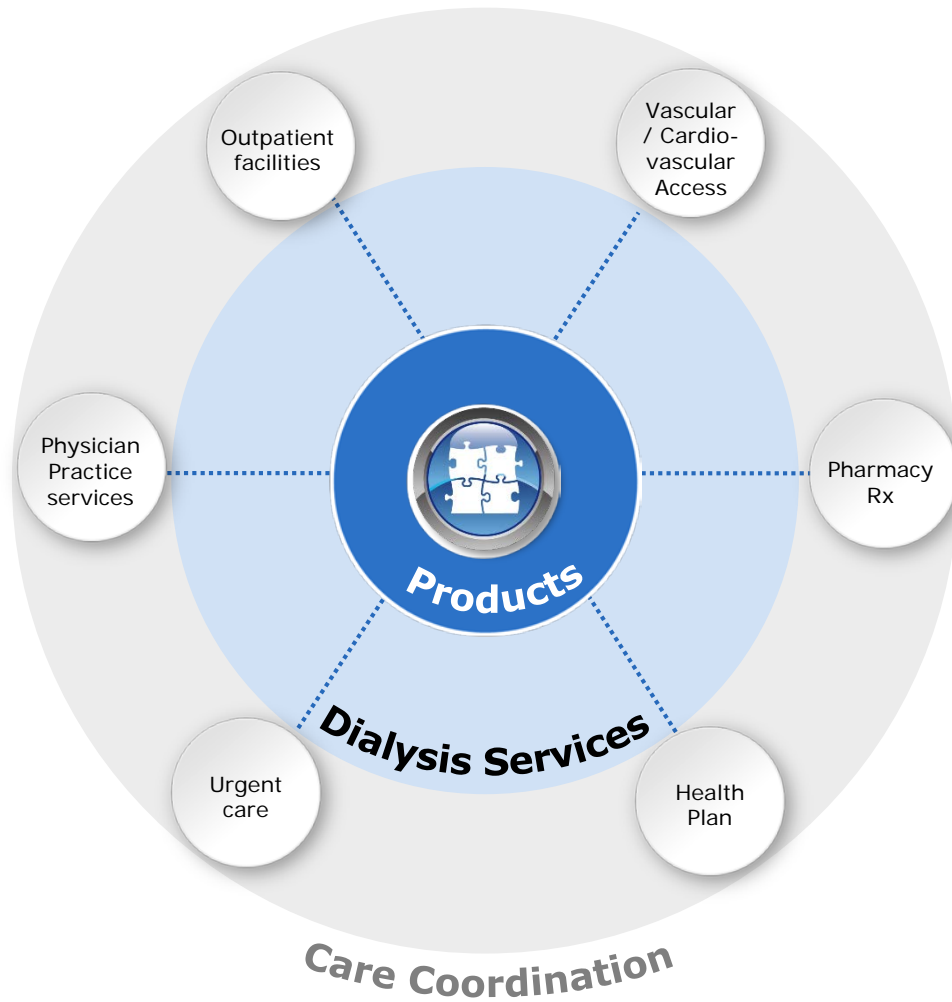 Outpatient
facilities
Vascular
/ Cardio-
vascular
Access
Physician
Practice
services
Pharmacy
Rx
Products
Dialysis Services
Urgent
care
Health
Plan
Care Coordination